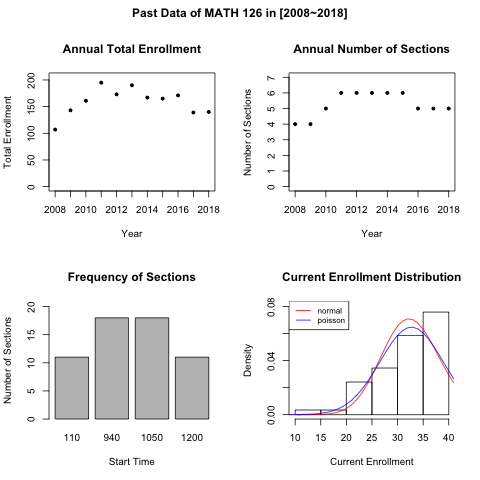 Past Data of MATH 126 in [2008~2018]
Annual Total Enrollment
Total Enrollment
0 50 100 150 200
2008 2010 2012 2014 2016 2018
Year
Annual Number of Sections
Number of Sections
0 1 2 3 4 5 6 7
2008 2010 2012 2014 2016 2018
Year
Frequency of Sections
Number of Sections
0 5 10 15 20
110 940 1050 1200
Start Time
Current Enrollment Distribution
normal
poisson
Density
0.00 0.04 0.08
10 15 20 25 30 35 40
Current Enrollment